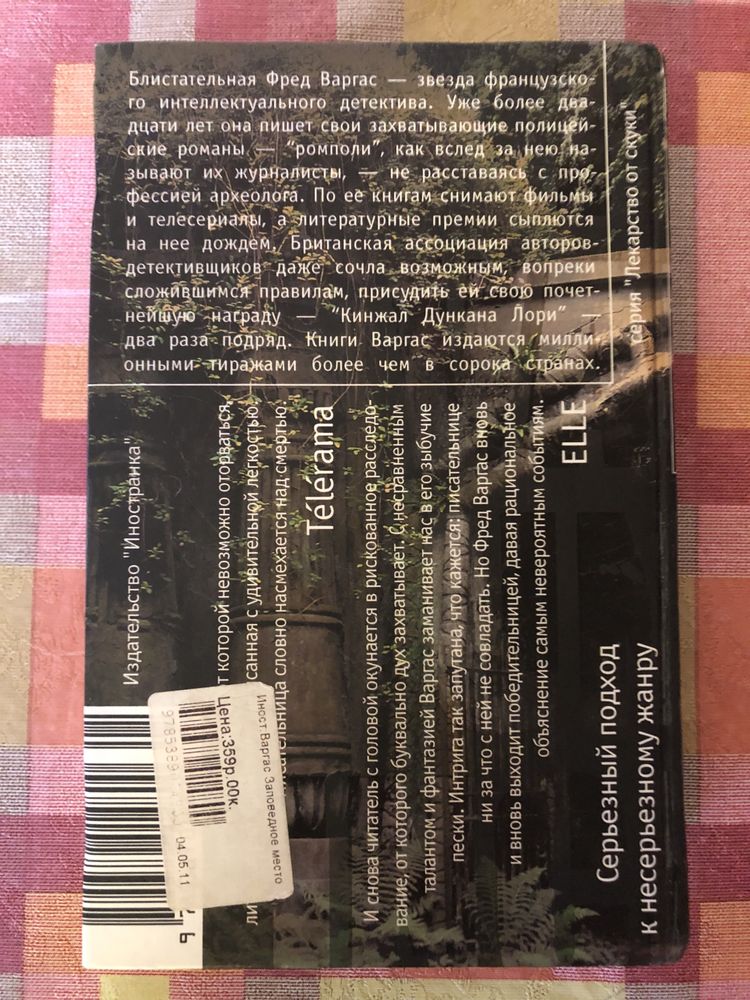 Блистательная Фред Варгас — звезда французско-
го интеллектуального детектива. Уже более два-
дцати лет она пишет свои захватывающие полицей-
ские романы — "ромполи", как вслед за нею на-
зывают их журналисты, — не расставаясь с про-
фессией археолога. По ее книгам снимают фильмы
и телесериалы, а литературные премии сыплются
на нее дождем. Британская ассоциация авторов-
детективщиков даже сочла возможным, вопреки
сложившимся правилам, присудить ей свою почет-
нейшую награду — "Кинжал Дункана Лори" —
два раза подряд. Книги Варгас издаются милли-
онными тиражами более чем в сорока странах.
серия "Лекарство от скуки"
Издательство "Иностранка"
от которой невозможно оторваться,
с удивительной легкостью.
словно насмехается над смертью.
Télérama
И снова читатель с головой окунается в рискованное расследо-
вание, от которого буквально дух захватывает. С несравненным
талантом и фантазией Варгас заманивает нас в его зыбучие
пески. Интрига так запутана, что кажется: писательнице
ни за что с ней не совладать. Но Фред Варгас вновь
и вновь выходит победительницей, давая рациональное
объяснение самым невероятным событиям.
ELLE
Серьезный подход
к несерьезному жанру
Иност Варгас Заповедное место
Цена:359р.00к.
9785389
04.05.11